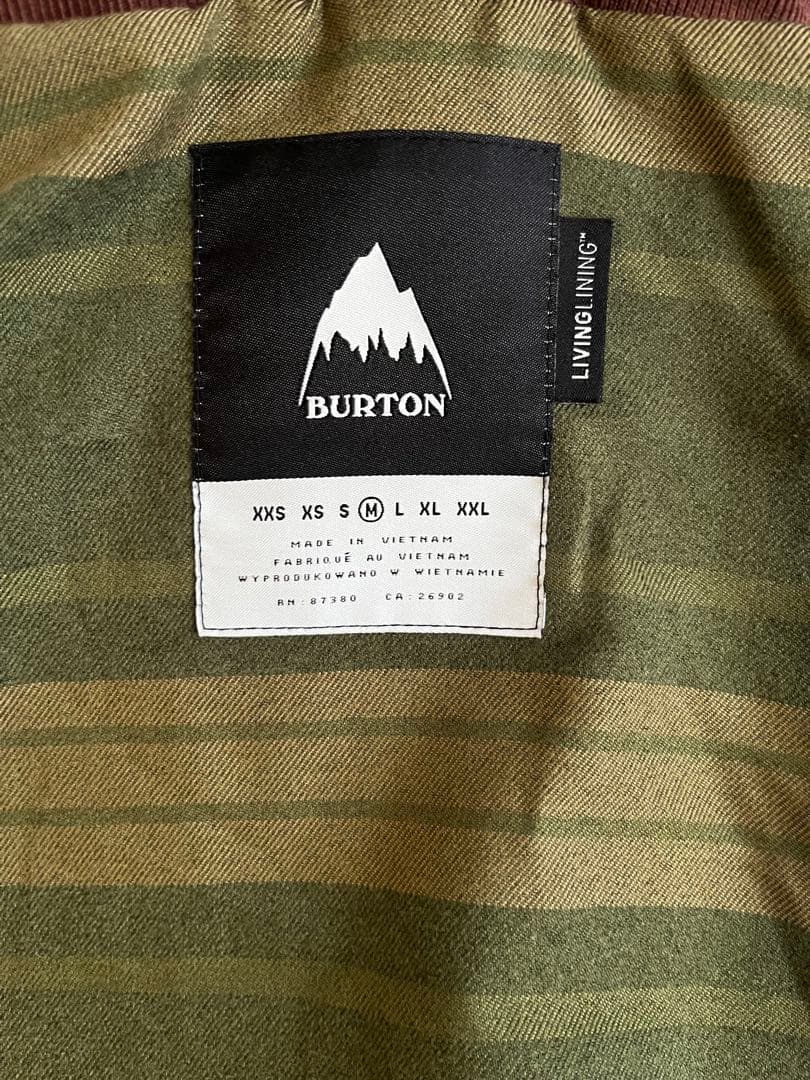 BURTON
LIVINGLINING™
XXS XS S M L XL XXL
MADE IN VIETNAM
FABRIQUÉ AU VIETNAM
WYPRODUKOWANO W WIETNAMIE
RN:87380 CA:26902